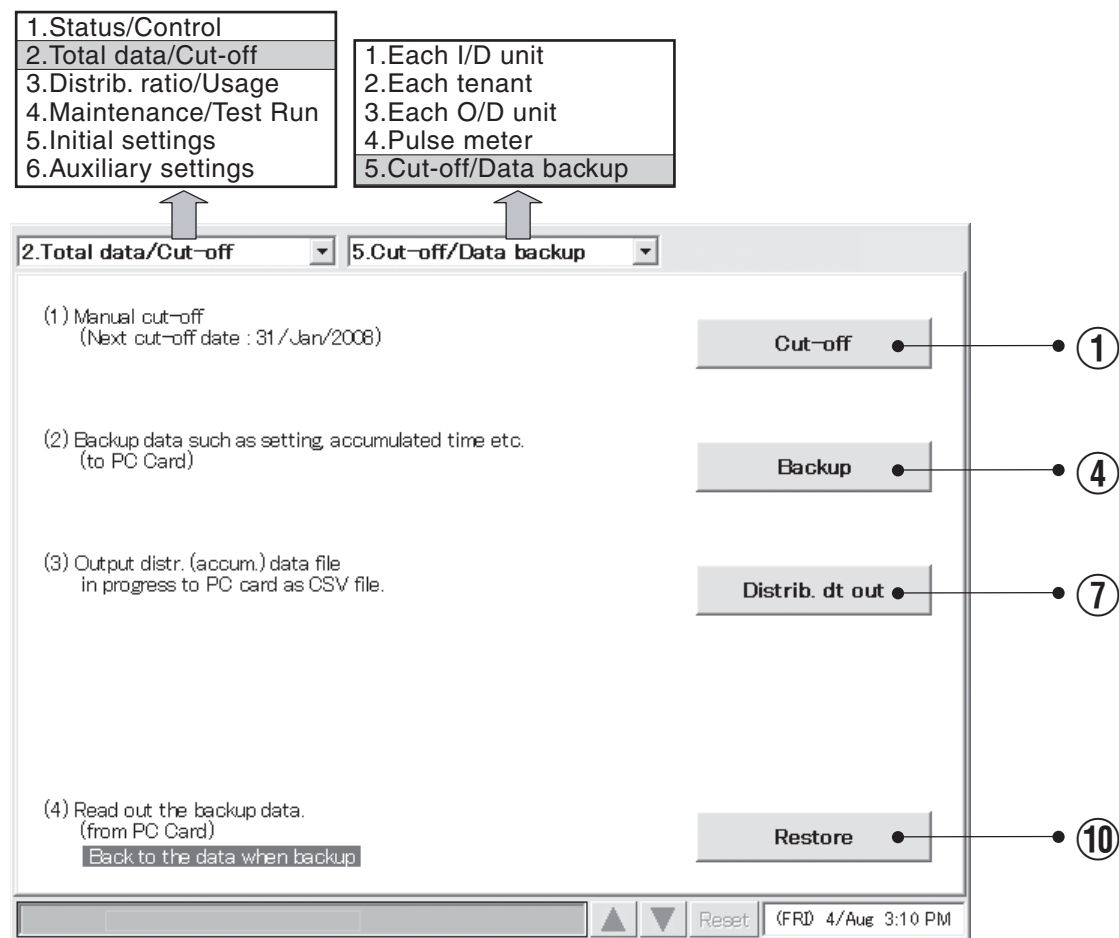 1.Status/Control
2.Total data/Cut-off
3.Distrib. ratio/Usage
4.Maintenance/Test Run
5.Initial settings
6.Auxiliary settings
1.Each I/D unit
2.Each tenant
3.Each O/D unit
4.Pulse meter
5.Cut-off/Data backup
2.Total data/Cut-off
5.Cut-off/Data backup
(1) Manual cut-off
(Next cut-off date : 31/Jan/2008)
Cut-off
①
(2) Backup data such as setting, accumulated time etc.
(to PC Card)
Backup
④
(3) Output distr. (accum.) data file
in progress to PC card as CSV file.
Distrib. dt out
⑦
(4) Read out the backup data.
(from PC Card)
Back to the data when backup
Restore
⑩
Reset
(FRI) 4/Aug 3:10 PM